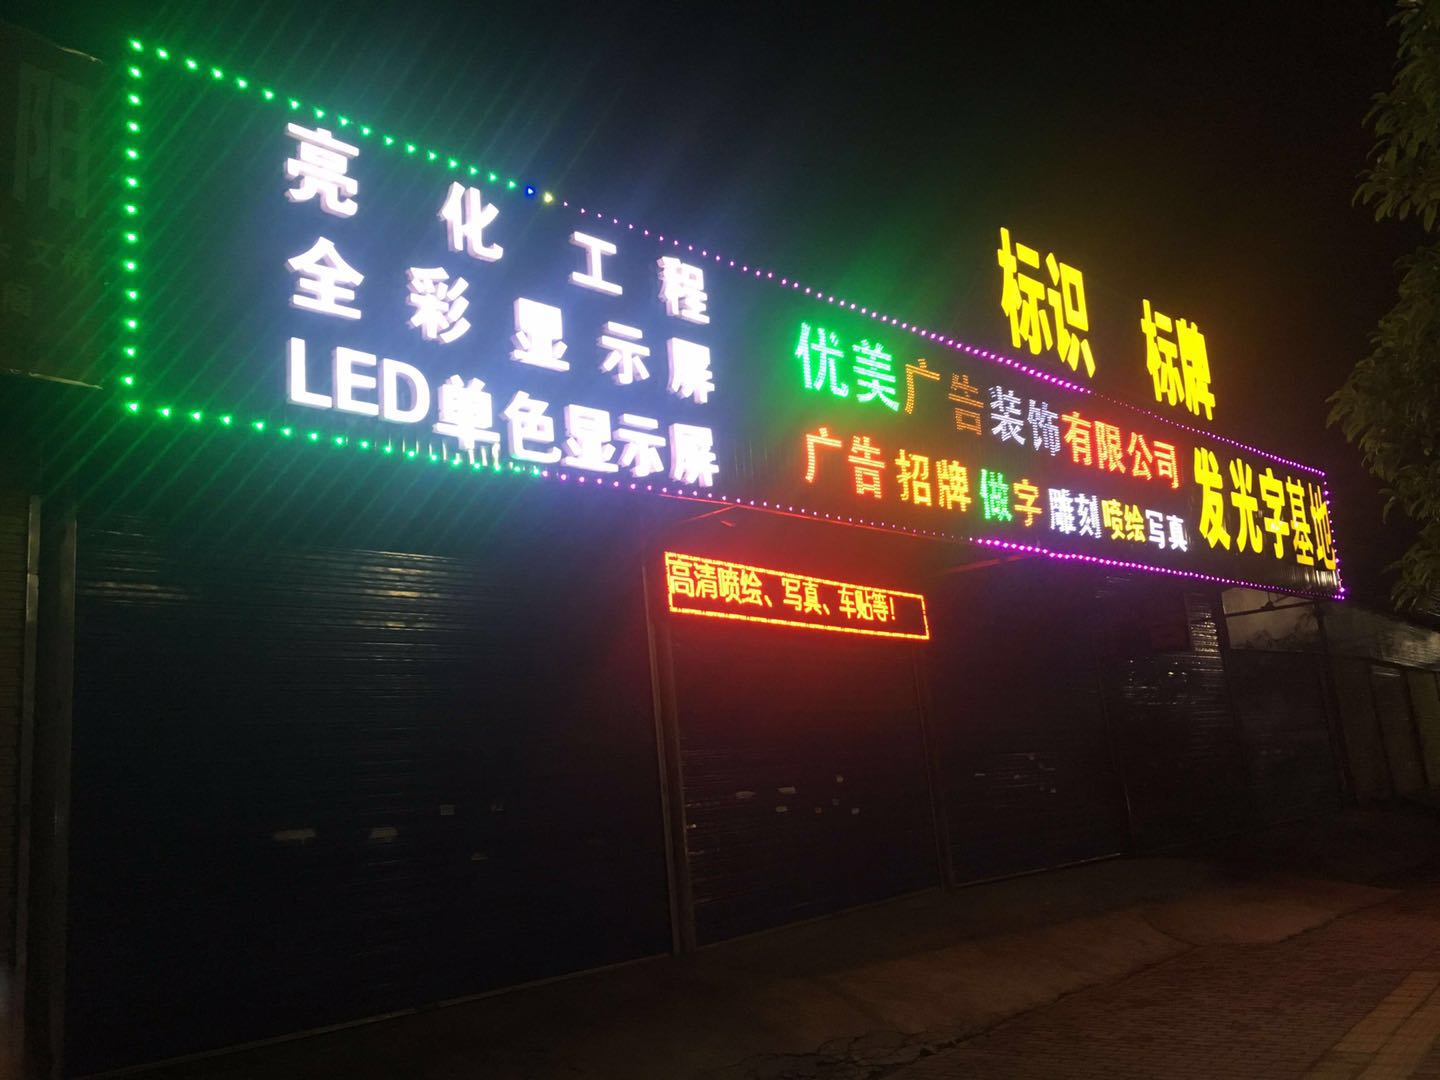 亮化工程
全彩显示屏
LED单色显示屏
标识 标牌
优美广告装饰有限公司
广告招牌 做字 雕刻 喷绘写真
发光字基地
高清喷绘、写真、车贴等！
阳